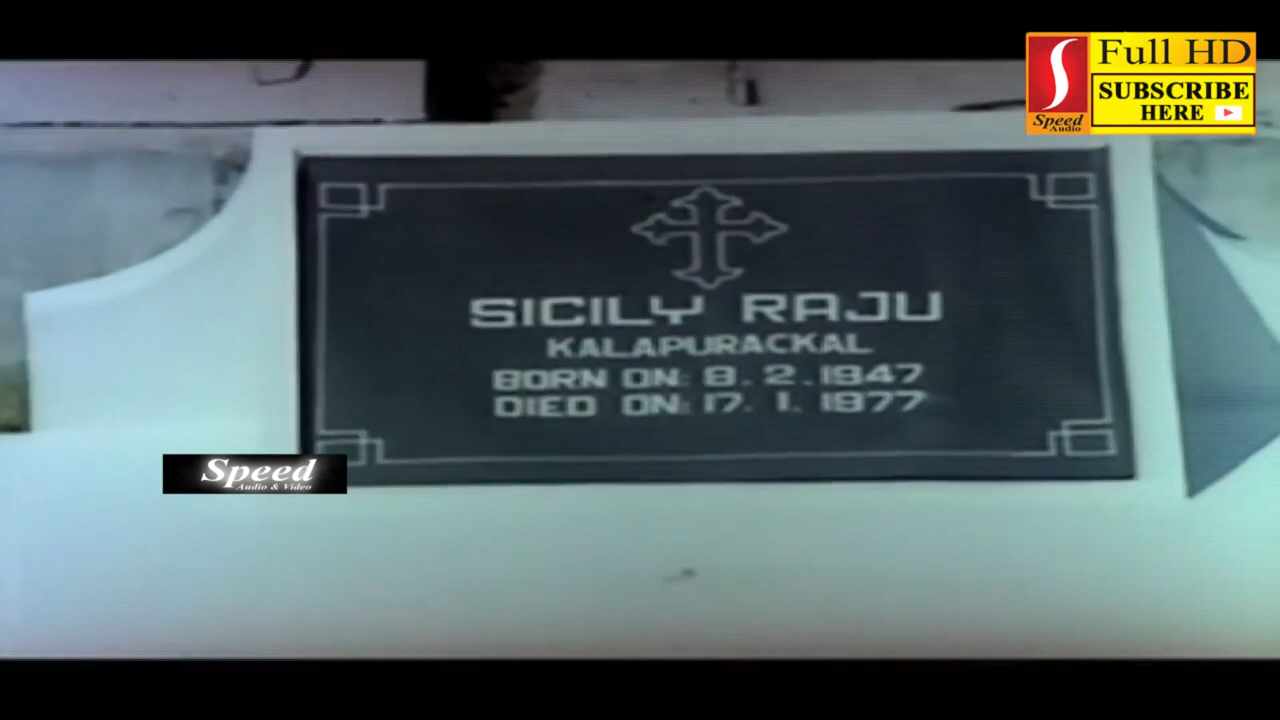 Full HD
SUBSCRIBE
HERE
Speed
Audio
SICILY RAJU
KALAPURACKAL
BORN ON: 8.2.1947
DIED ON: 17.1.1977
Speed
Audio & Video